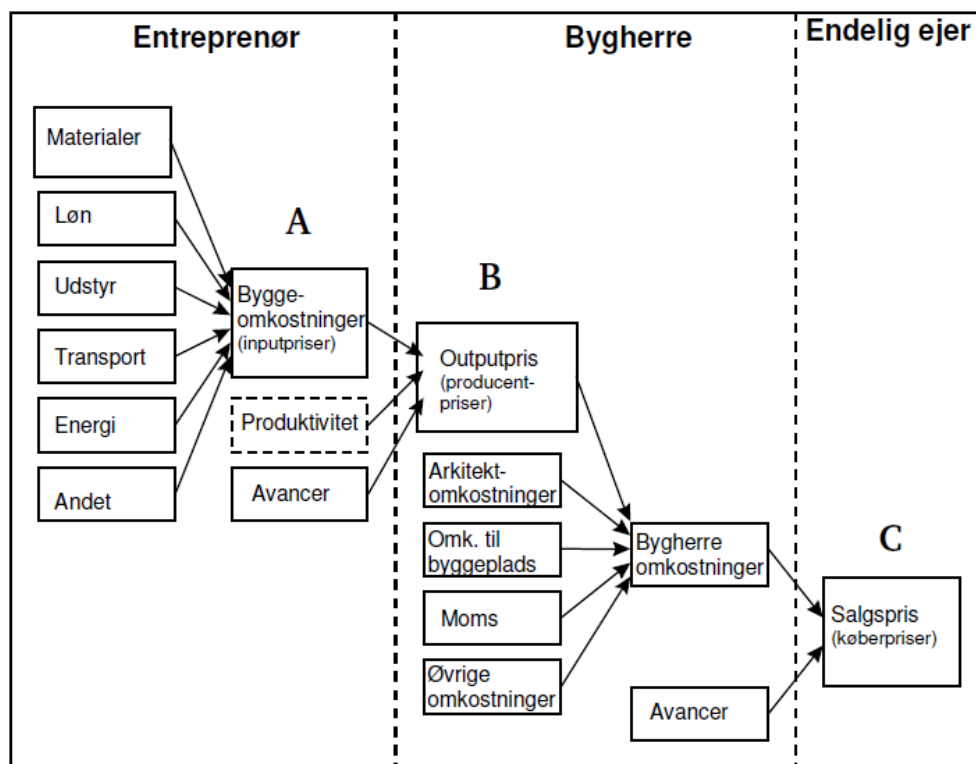 Entreprenør
Bygherre
Endelig ejer
Materialer
Løn
Udstyr
Transport
Energi
Andet
A
Bygge-
omkostninger
(inputpriser)
Produktivitet
Avancer
B
Outputpris
(producent-
priser)
Arkitekt-
omkostninger
Omk. til
byggeplads
Moms
Øvrige
omkostninger
Bygherre
omkostninger
Avancer
C
Salgspris
(køberpriser)